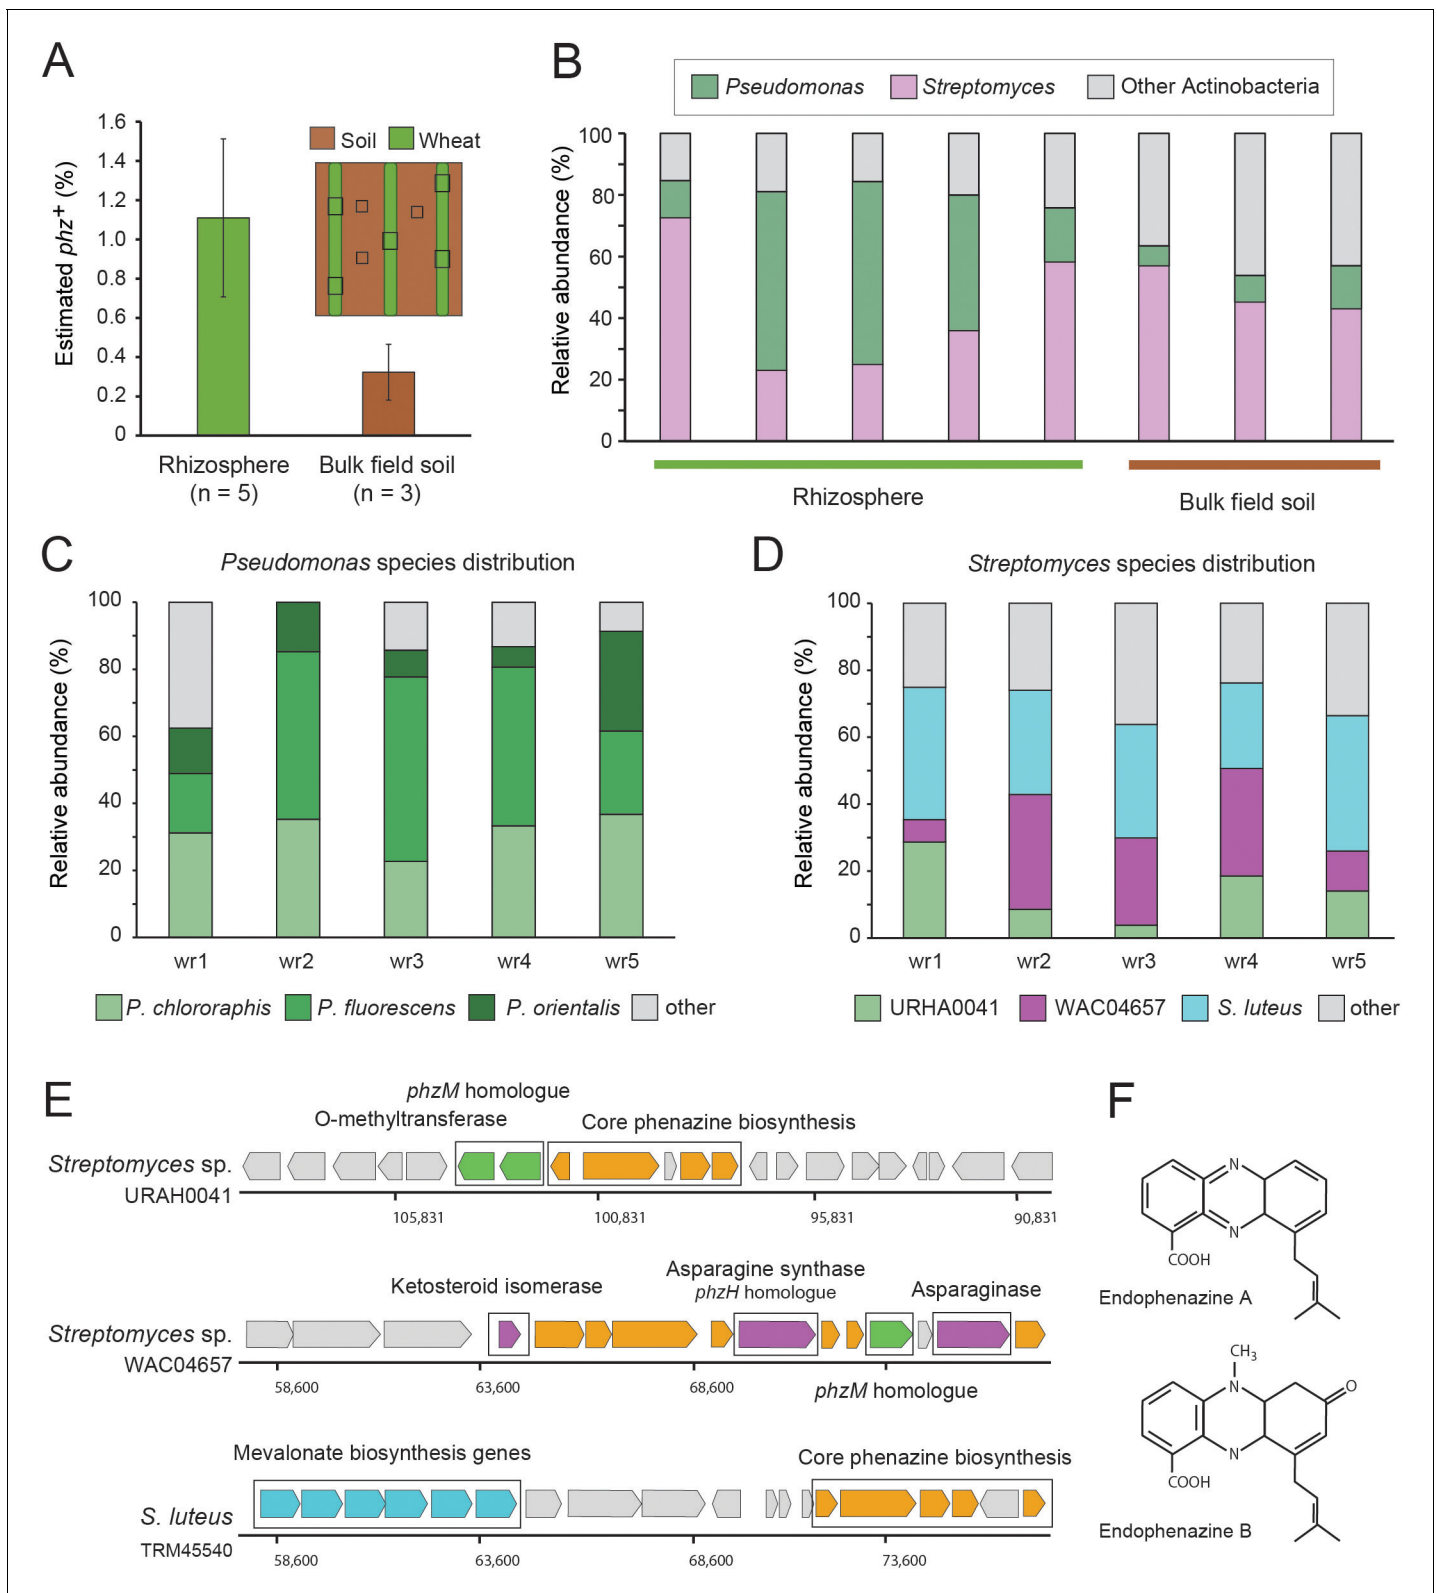 A
Estimated phz+ (%)
1.6
1.4
1.2
1.0
0.8
0.6
0.4
0.2
0
Soil
Wheat
Rhizosphere
(n = 5)
Bulk field soil
(n = 3)
B
Pseudomonas
Streptomyces
Other Actinobacteria
Relative abundance (%)
100
80
60
40
20
0
Rhizosphere
Bulk field soil
C
Pseudomonas species distribution
Relative abundance (%)
100
80
60
40
20
0
wr1
wr2
wr3
wr4
wr5
P. chlororaphis
P. fluorescens
P. orientalis
other
D
Streptomyces species distribution
Relative abundance (%)
100
80
60
40
20
0
wr1
wr2
wr3
wr4
wr5
URHA0041
WAC04657
S. luteus
other
E
phzM homologue
O-methyltransferase
Core phenazine biosynthesis
Streptomyces sp.
URAH0041
105,831
100,831
95,831
90,831
Ketosteroid isomerase
Asparagine synthase
phzH homologue
Asparaginase
Streptomyces sp.
WAC04657
58,600
63,600
68,600
phzM homologue
Mevalonate biosynthesis genes
Core phenazine biosynthesis
S. luteus
TRM45540
58,600
63,600
68,600
73,600
F
N
N
COOH
Endophenazine A
CH3
N
O
N
COOH
Endophenazine B